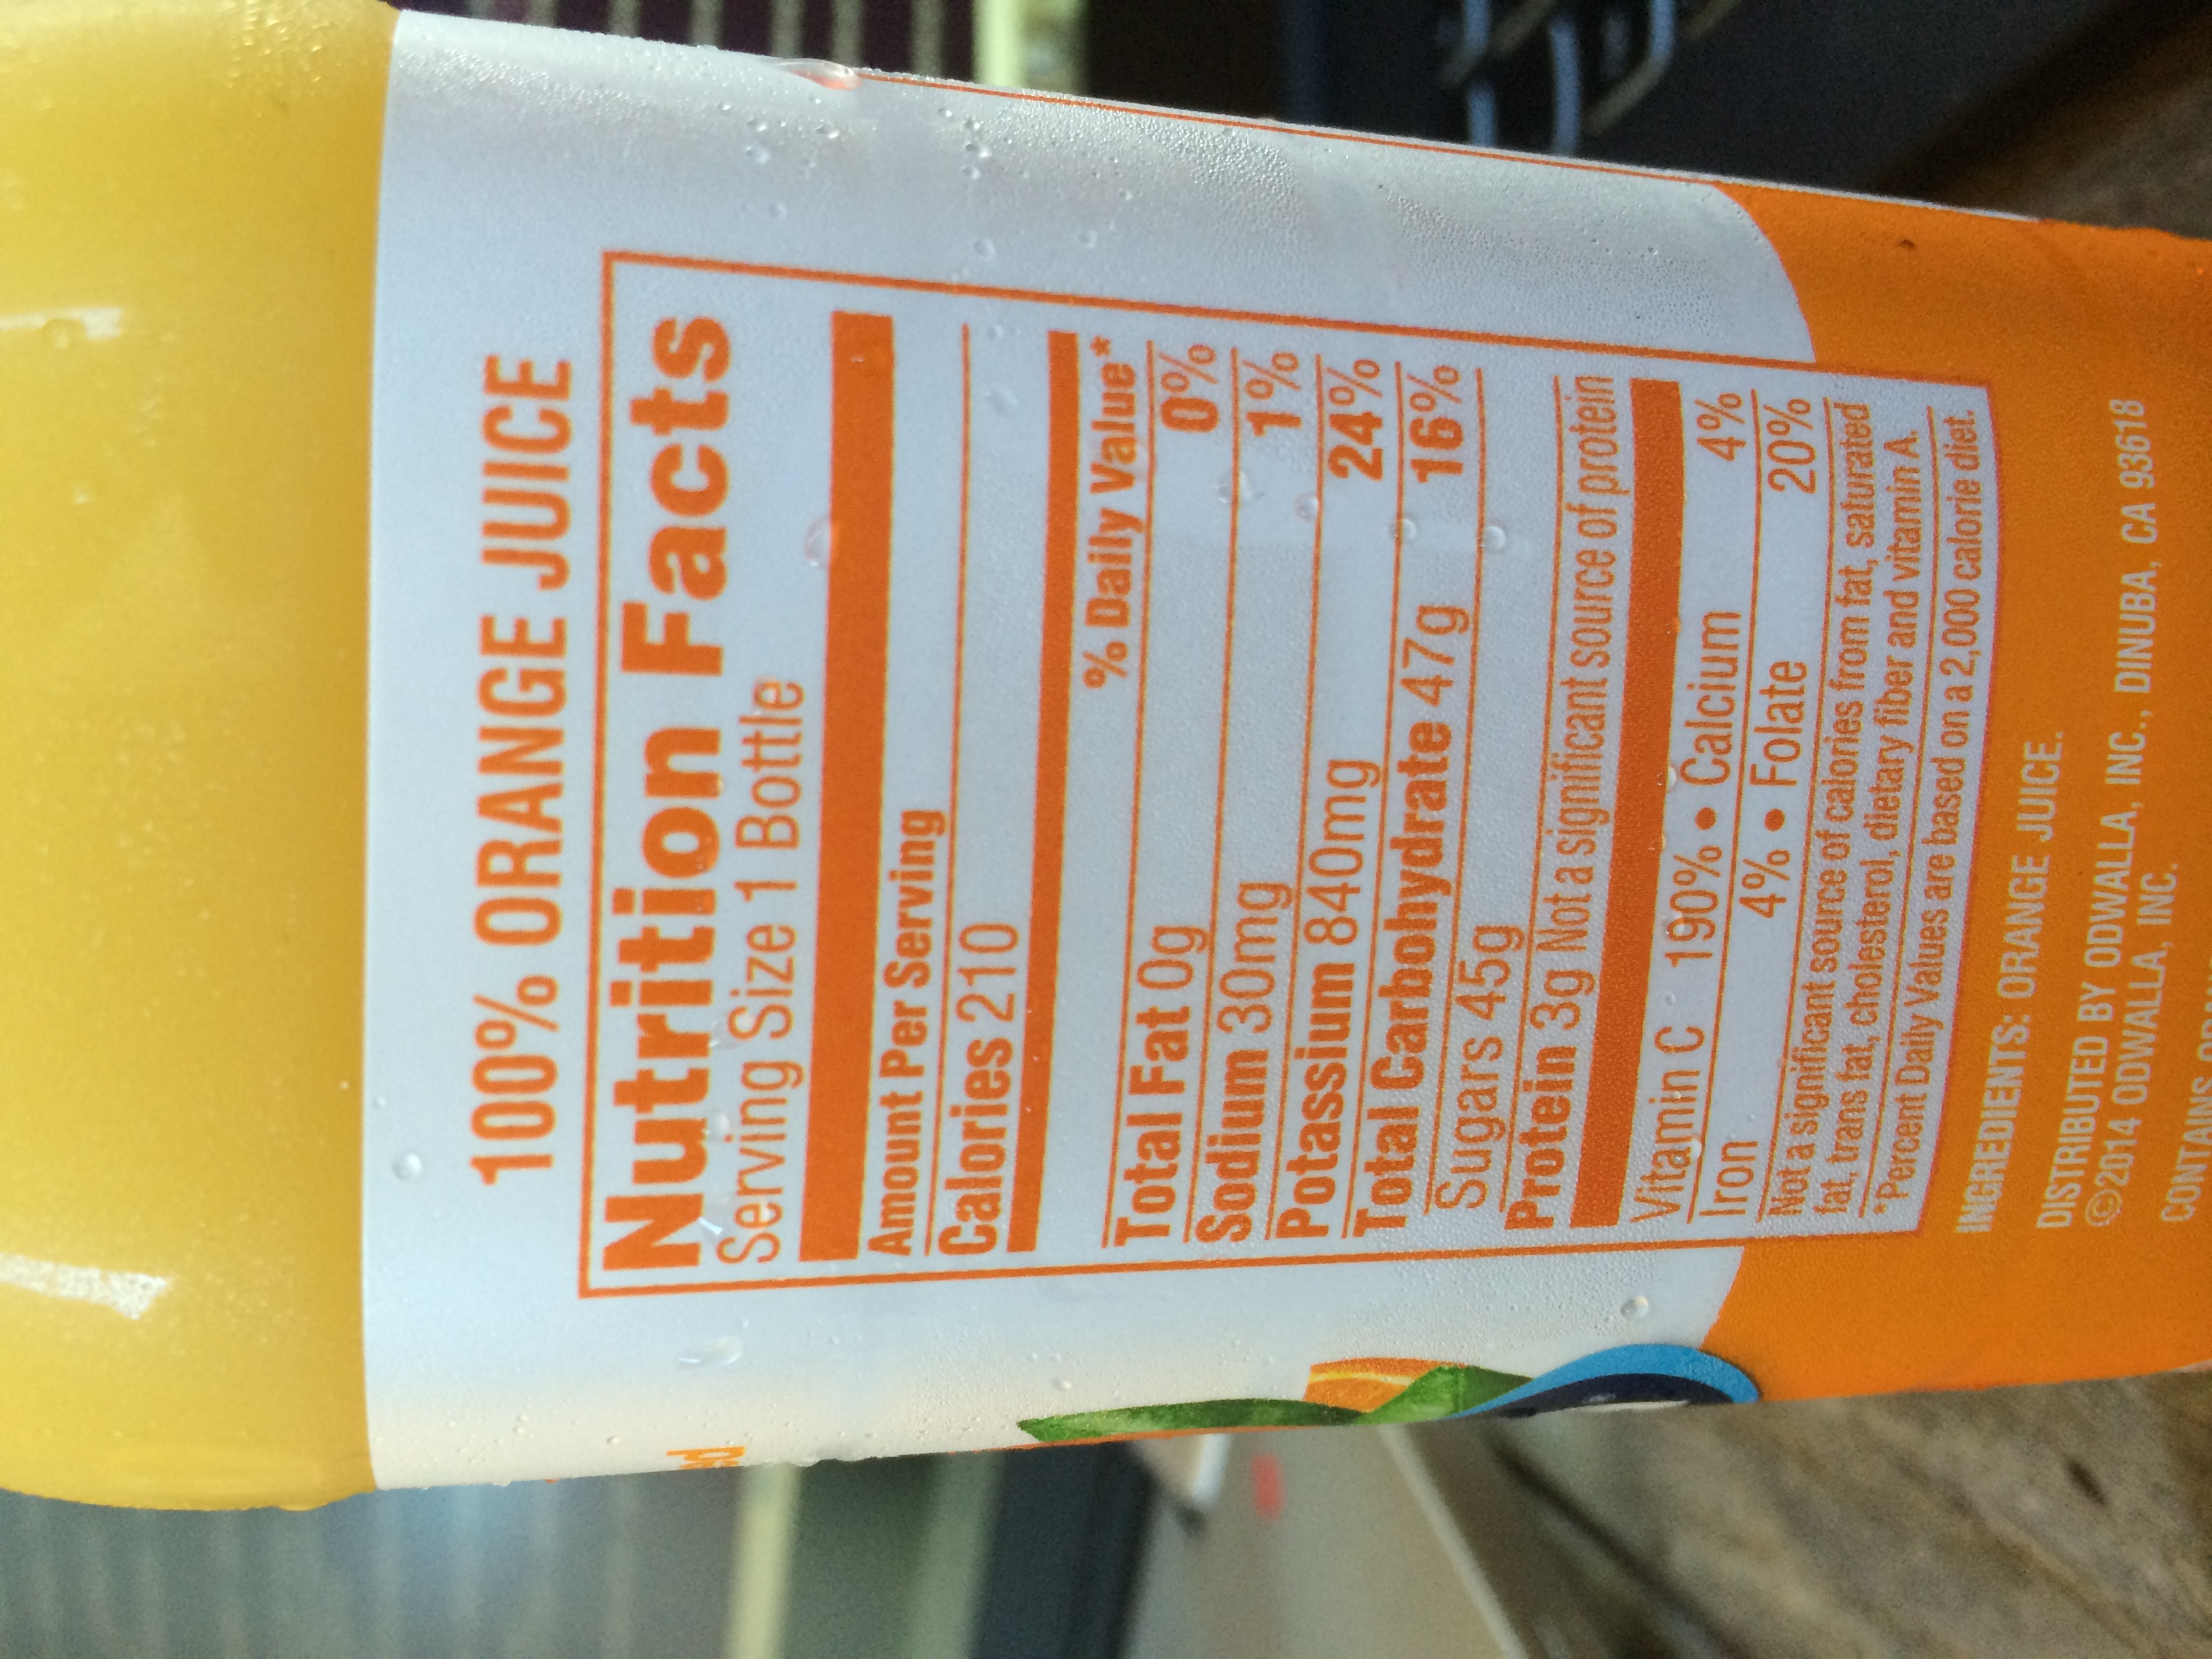 100% ORANGE JUICE
Nutrition Facts
Serving Size 1 Bottle
Amount Per Serving
Calories 210
% Daily Value*
Total Fat 0g 0%
Sodium 30mg 1%
Potassium 840mg 24%
Total Carbohydrate 47g 16%
Sugars 45g
Protein 3g Not a significant source of protein
Vitamin C 190% • Calcium 4%
Iron 4% • Folate 20%
Not a significant source of calories from fat, saturated
fat, trans fat, cholesterol, dietary fiber and vitamin A.
*Percent Daily Values are based on a 2,000 calorie diet.
INGREDIENTS: ORANGE JUICE.
DISTRIBUTED BY ODWALLA, INC., DINUBA, CA 93618
©2014 ODWALLA, INC.
CONTAINS